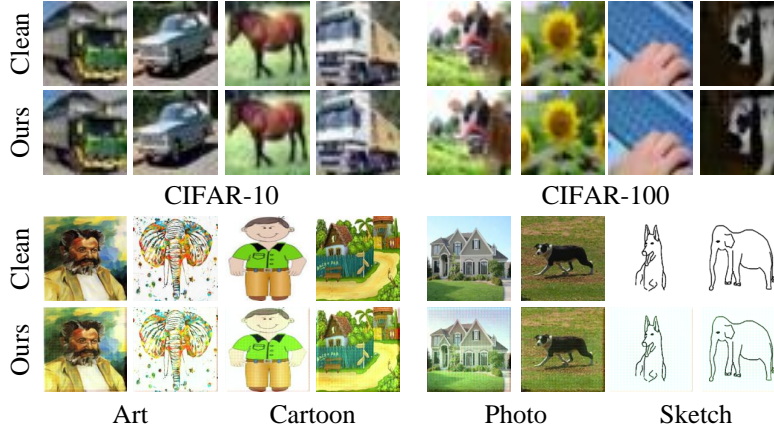 Clean
Ours
CIFAR-10 CIFAR-100
Clean
Ours
Art Cartoon Photo Sketch